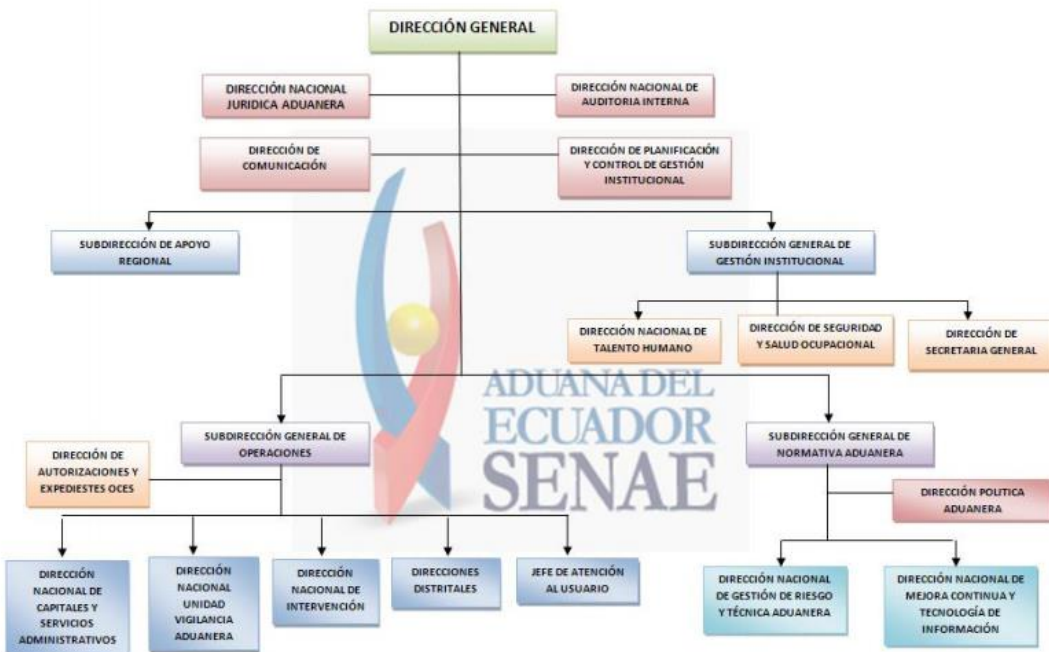 DIRECCIÓN GENERAL
DIRECCIÓN NACIONAL
JURIDICA ADUANERA
DIRECCIÓN NACIONAL DE
AUDITORIA INTERNA
DIRECCIÓN DE
COMUNICACIÓN
DIRECCIÓN DE PLANIFICACIÓN
Y CONTROL DE GESTIÓN
INSTITUCIONAL
SUBDIRECCIÓN DE APOYO
REGIONAL
SUBDIRECCIÓN GENERAL DE
GESTIÓN INSTITUCIONAL
DIRECCIÓN NACIONAL DE
TALENTO HUMANO
DIRECCIÓN DE SEGURIDAD
Y SALUD OCUPACIONAL
DIRECCIÓN DE
SECRETARIA GENERAL
ADUANA DEL
ECUADOR
SENAE
SUBDIRECCIÓN GENERAL DE
OPERACIONES
SUBDIRECCIÓN GENERAL DE
NORMATIVA ADUANERA
DIRECCIÓN DE
AUTORIZACIONES Y
EXPEDIESTES OCES
DIRECCIÓN POLITICA
ADUANERA
DIRECCIÓN
NACIONAL DE
CAPITALES Y
SERVICIOS
ADMINISTRATIVOS
DIRECCIÓN
NACIONAL
UNIDAD
VIGILANCIA
ADUANERA
DIRECCIÓN
NACIONAL DE
INTERVENCIÓN
DIRECCIONES
DISTRITALES
JEFE DE ATENCIÓN
AL USUARIO
DIRECCIÓN NACIONAL
DE GESTIÓN DE RIESGO
Y TÉCNICA ADUANERA
DIRECCIÓN NACIONAL DE
MEJORA CONTINUA Y
TECNOLOGÍA DE
INFORMACIÓN